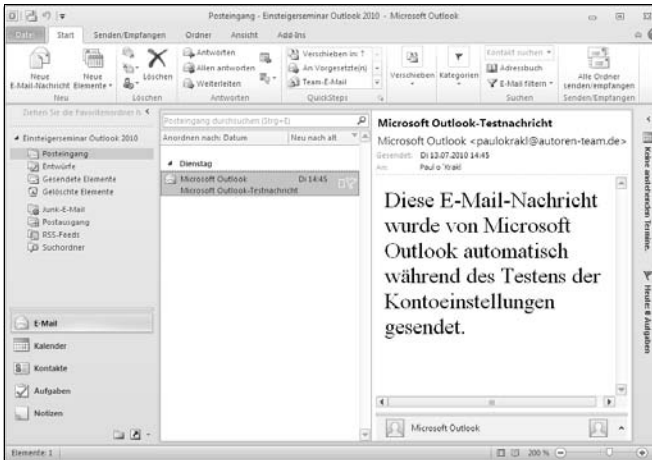 Posteingang - Einsteigerseminar Outlook 2010 - Microsoft Outlook
Datei Start Senden/Empfangen Ordner Ansicht Add-Ins
Neue E-Mail-Nachricht
Neue Elemente
Neu
Löschen
Löschen
Antworten
Allen antworten
Weiterleiten
Antworten
Verschieben in: ?
An Vorgesetzte(n)
Team-E-Mail
QuickSteps
Verschieben
Kategorien
Kontakt suchen
Adressbuch
E-Mail filtern
Suchen
Alle Ordner senden/empfangen
Senden/Empfangen
Ziehen Sie die Favoritenordner h
Einsteigerseminar Outlook 2010
Posteingang
Entwürfe
Gesendete Elemente
Gelöschte Elemente
Junk-E-Mail
Postausgang
RSS-Feeds
Suchordner
E-Mail
Kalender
Kontakte
Aufgaben
Notizen
Posteingang durchsuchen (Strg+E)
Anordnen nach: Datum Neu nach alt
Dienstag
Microsoft Outlook Di 14:45
Microsoft Outlook-Testnachricht
Microsoft Outlook-Testnachricht
Microsoft Outlook <paulokrakl@autoren-team.de>
Gesendet: Di 13.07.2010 14:45
An: Paul o´Krakl
Diese E-Mail-Nachricht
wurde von Microsoft
Outlook automatisch
während des Testens der
Kontoeinstellungen
gesendet.
Microsoft Outlook
Keine anstehenden Termine.
Heute: 0 Aufgaben
Elemente: 1
200 %